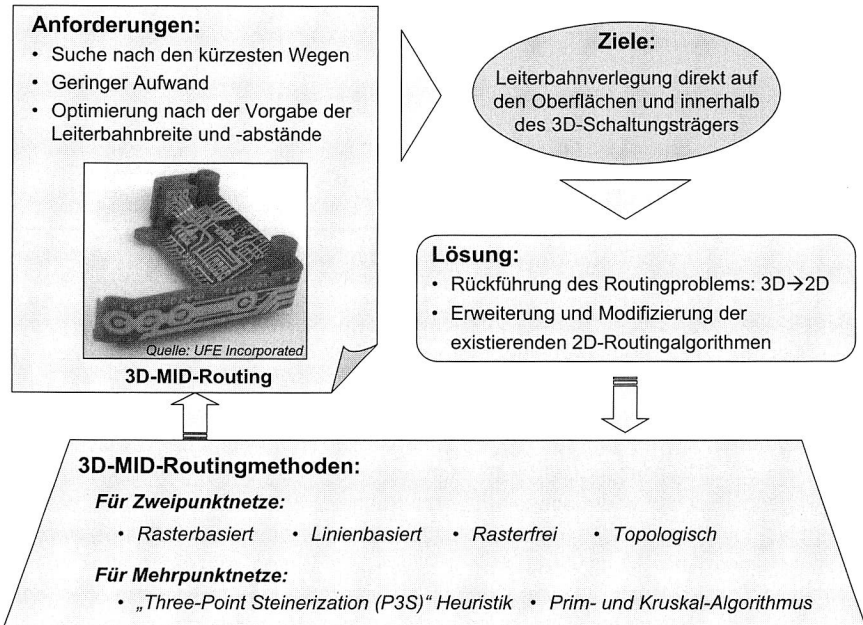 Anforderungen:
• Suche nach den kürzesten Wegen
• Geringer Aufwand
• Optimierung nach der Vorgabe der
Leiterbahnbreite und -abstände
Quelle: UFE Incorporated
3D-MID-Routing
Ziele:
Leiterbahnverlegung direkt auf
den Oberflächen und innerhalb
des 3D-Schaltungsträgers
Lösung:
• Rückführung des Routingproblems: 3D→2D
• Erweiterung und Modifizierung der
existierenden 2D-Routingalgorithmen
3D-MID-Routingmethoden:
Für Zweipunktnetze:
• Rasterbasiert • Linienbasiert • Rasterfrei • Topologisch
Für Mehrpunktnetze:
• „Three-Point Steinerization (P3S)“ Heuristik • Prim- und Kruskal-Algorithmus